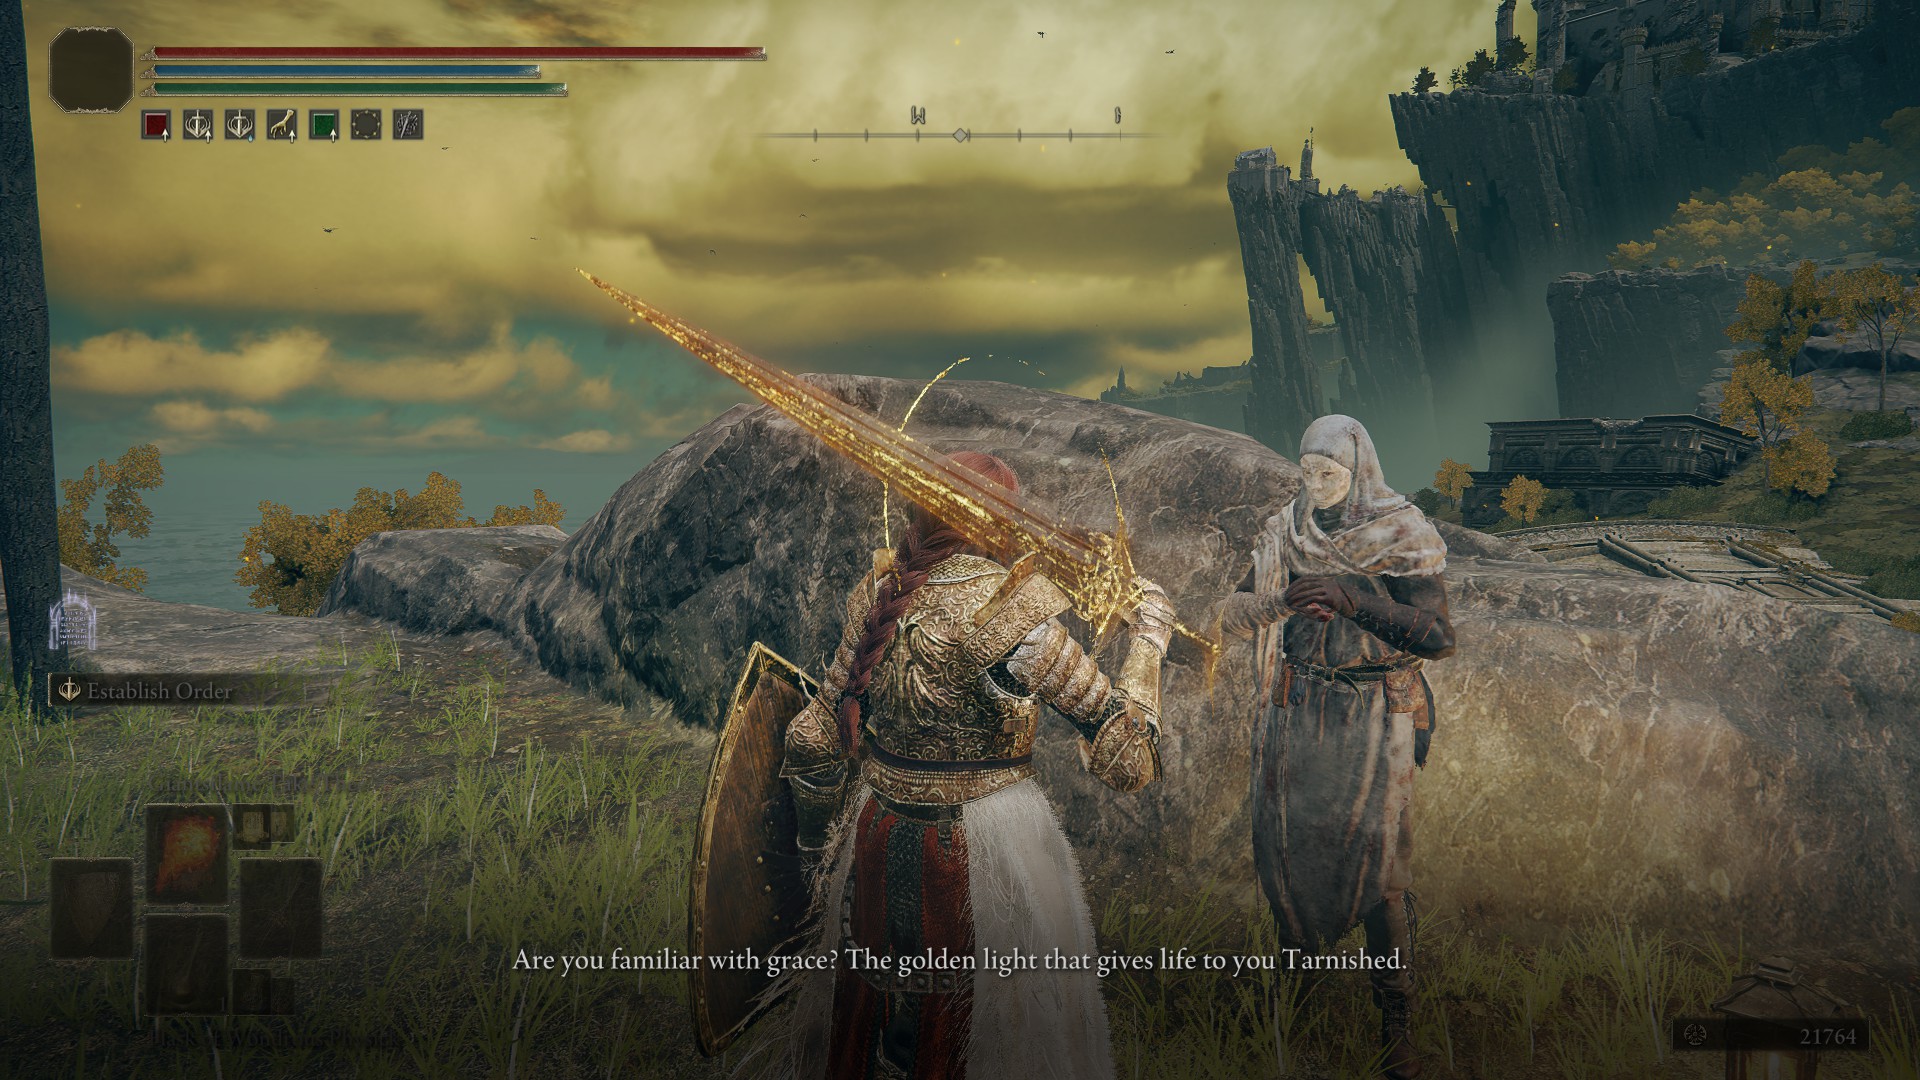 W
Establish Order
Are you familiar with grace? The golden light that gives life to you Tarnished.
21764